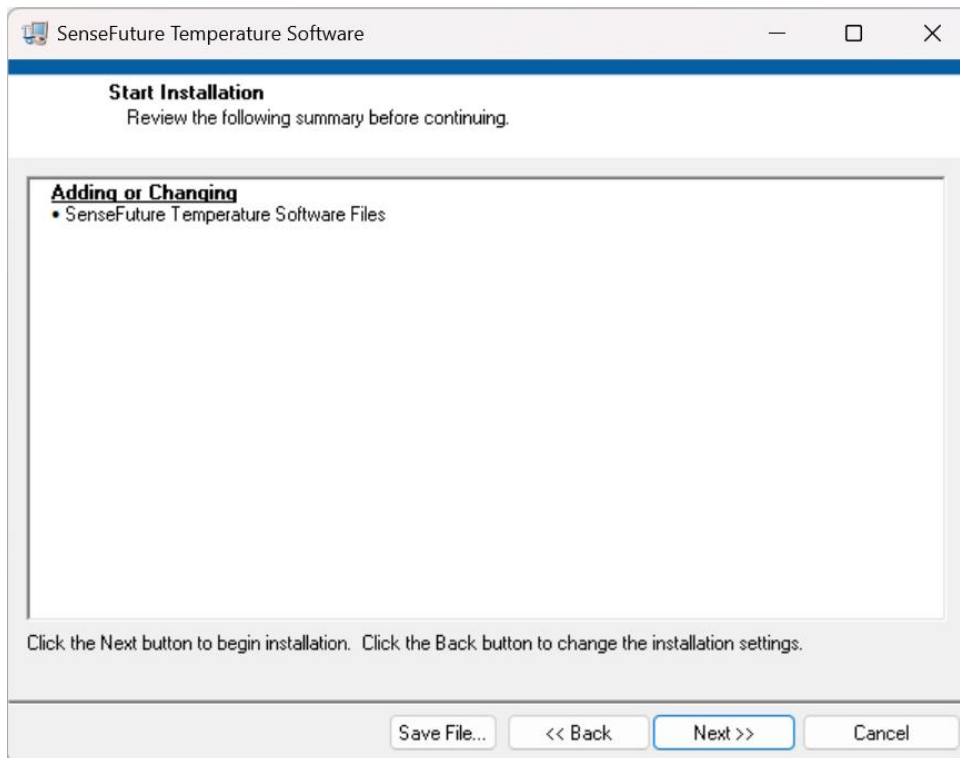 SenseFuture Temperature Software
Start Installation
Review the following summary before continuing.
Adding or Changing
• SenseFuture Temperature Software Files
Click the Next button to begin installation.  Click the Back button to change the installation settings.
Save File... << Back Next >> Cancel